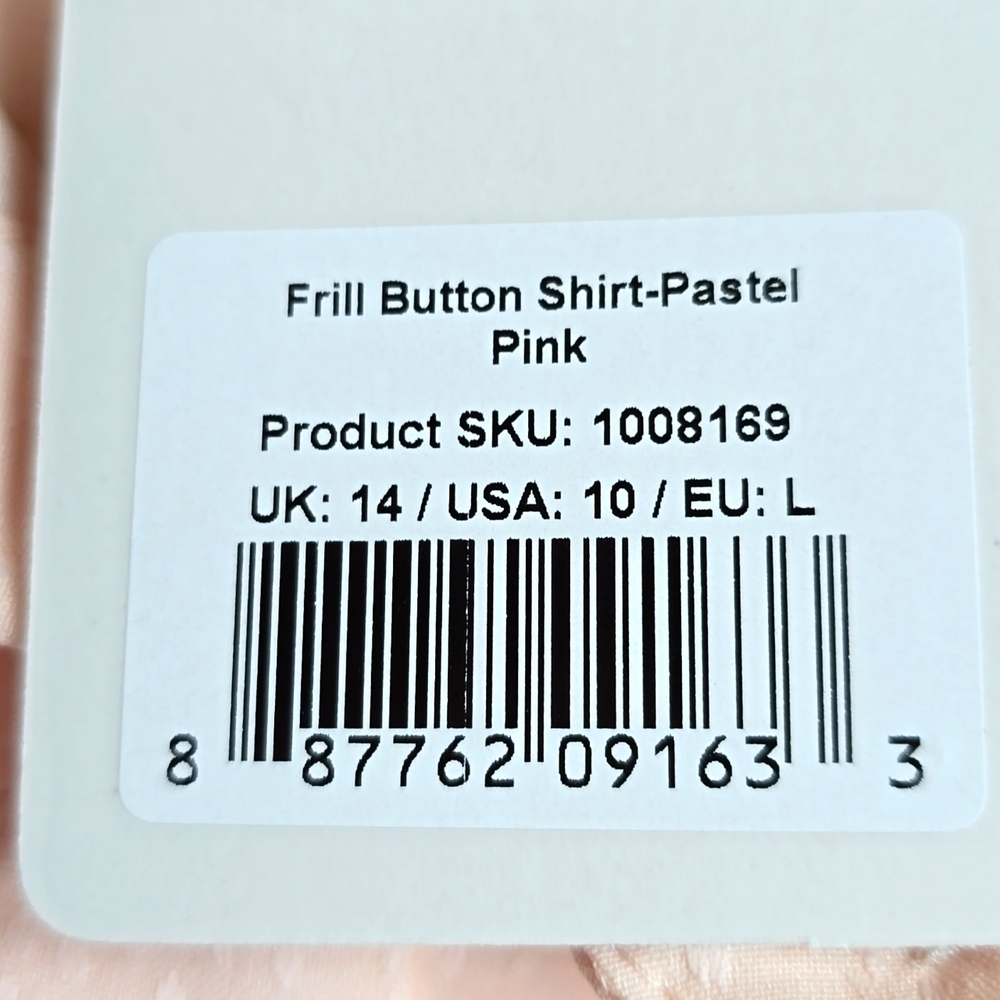 Frill Button Shirt-Pastel
Pink
Product SKU: 1008169
UK: 14 / USA: 10 / EU: L
8 87762 09163 3